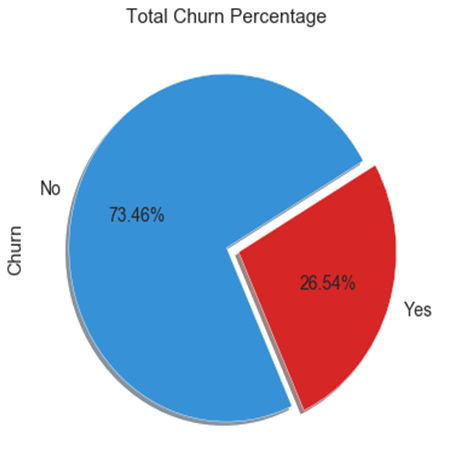 Total Churn Percentage
No
73.46%
Churn
26.54%
Yes